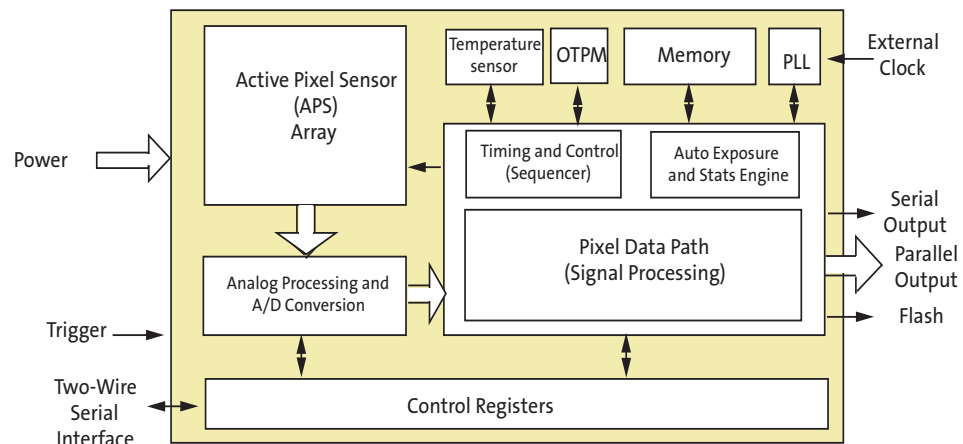 Temperature
sensor
OTPM
Memory
PLL
External
Clock
Active Pixel Sensor
(APS)
Array
Power
Timing and Control
(Sequencer)
Auto Exposure
and Stats Engine
Serial
Output
Pixel Data Path
(Signal Processing)
Parallel
Output
Analog Processing and
A/D Conversion
Flash
Trigger
Two-Wire
Serial
Interface
Control Registers